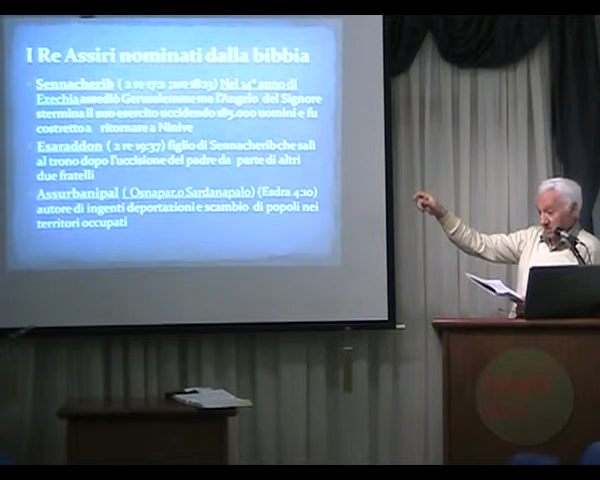 I Re Assiri nominati dalla bibbia
Sennacherib ( 2 re 17:2 ;2re 18:13) Nel 14° anno di
Ezechia assediò Gerusalemme ma l'Angelo del Signore
stermina il suo esercito uccidendo 185.000 uomini e fu
costretto a ritornare a Ninive
Esaraddon ( 2 re 19:37) figlio di Sennacherib che salì
al trono dopo l'uccisione del padre da parte di altri
due fratelli
Assurbanipal ( Osnapar,o Sardanapalo) (Esdra 4:10)
autore di ingenti deportazioni e scambio di popoli nei
territori occupati